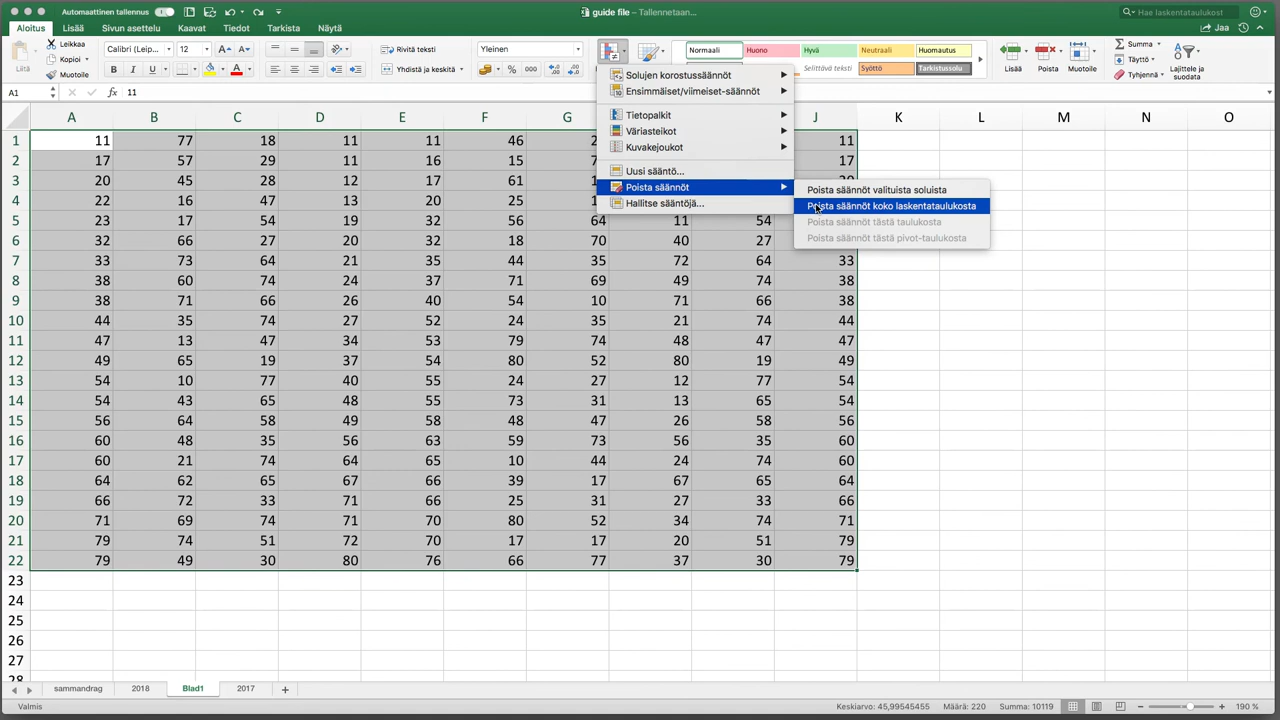 Automaattinen tallennus
guide file – Tallennetaan...
Hae laskentataulukost
Aloitus Lisää Sivun asettelu Kaavat Tiedot Tarkista Näytä
Jaa
Liitä
Leikkaa
Kopioi
Muotoile
Calibri (Leip... 12
B I U
Rivitä teksti
Yhdistä ja keskitä
Yleinen
% 000
Normaali Huono Hyvä Neutraali Huomautus
Selittävä teksti Syöttö Tarkistussolu
Lisää Poista Muotoile
Summa
Täyttö
Tyhjennä
Lajittele ja suodata
A1 fx 11
Solujen korostussäännöt
Ensimmäiset/viimeiset-säännöt
Tietopalkit
Väriasteikot
Kuvakejoukot
Uusi sääntö...
Poista säännöt
Hallitse sääntöjä...
Poista säännöt valituista soluista
Poista säännöt koko laskentataulukosta
Poista säännöt tästä taulukosta
Poista säännöt tästä pivot-taulukosta
A B C D E F G J K L M N O
1 11 77 18 11 11 46 2 11
2 17 57 29 11 16 15 7 17
3 20 45 28 12 17 61 1
4 22 16 47 13 20 25 1
5 23 17 54 19 32 56 64 11 54
6 32 66 27 20 32 18 70 40 27
7 33 73 64 21 35 44 35 72 64 33
8 38 60 74 24 37 71 69 49 74 38
9 38 71 66 26 40 54 10 71 66 38
10 44 35 74 27 52 24 35 21 74 44
11 47 13 47 34 53 79 74 48 47 47
12 49 65 19 37 54 80 52 80 19 49
13 54 10 77 40 55 24 27 12 77 54
14 54 43 65 48 55 73 31 13 65 54
15 56 64 58 49 58 48 47 26 58 56
16 60 48 35 56 63 59 73 56 35 60
17 60 21 74 64 65 10 44 24 74 60
18 64 62 65 67 66 39 17 67 65 64
19 66 72 33 71 66 25 31 27 33 66
20 71 69 74 71 70 80 52 34 74 71
21 79 74 51 72 70 17 17 20 51 79
22 79 49 30 80 76 66 77 37 30 79
23
24
25
26
27
28
sammandrag 2018 Blad1 2017 +
Valmis
Keskiarvo: 45,99545455 Määrä: 220 Summa: 10119
190 %